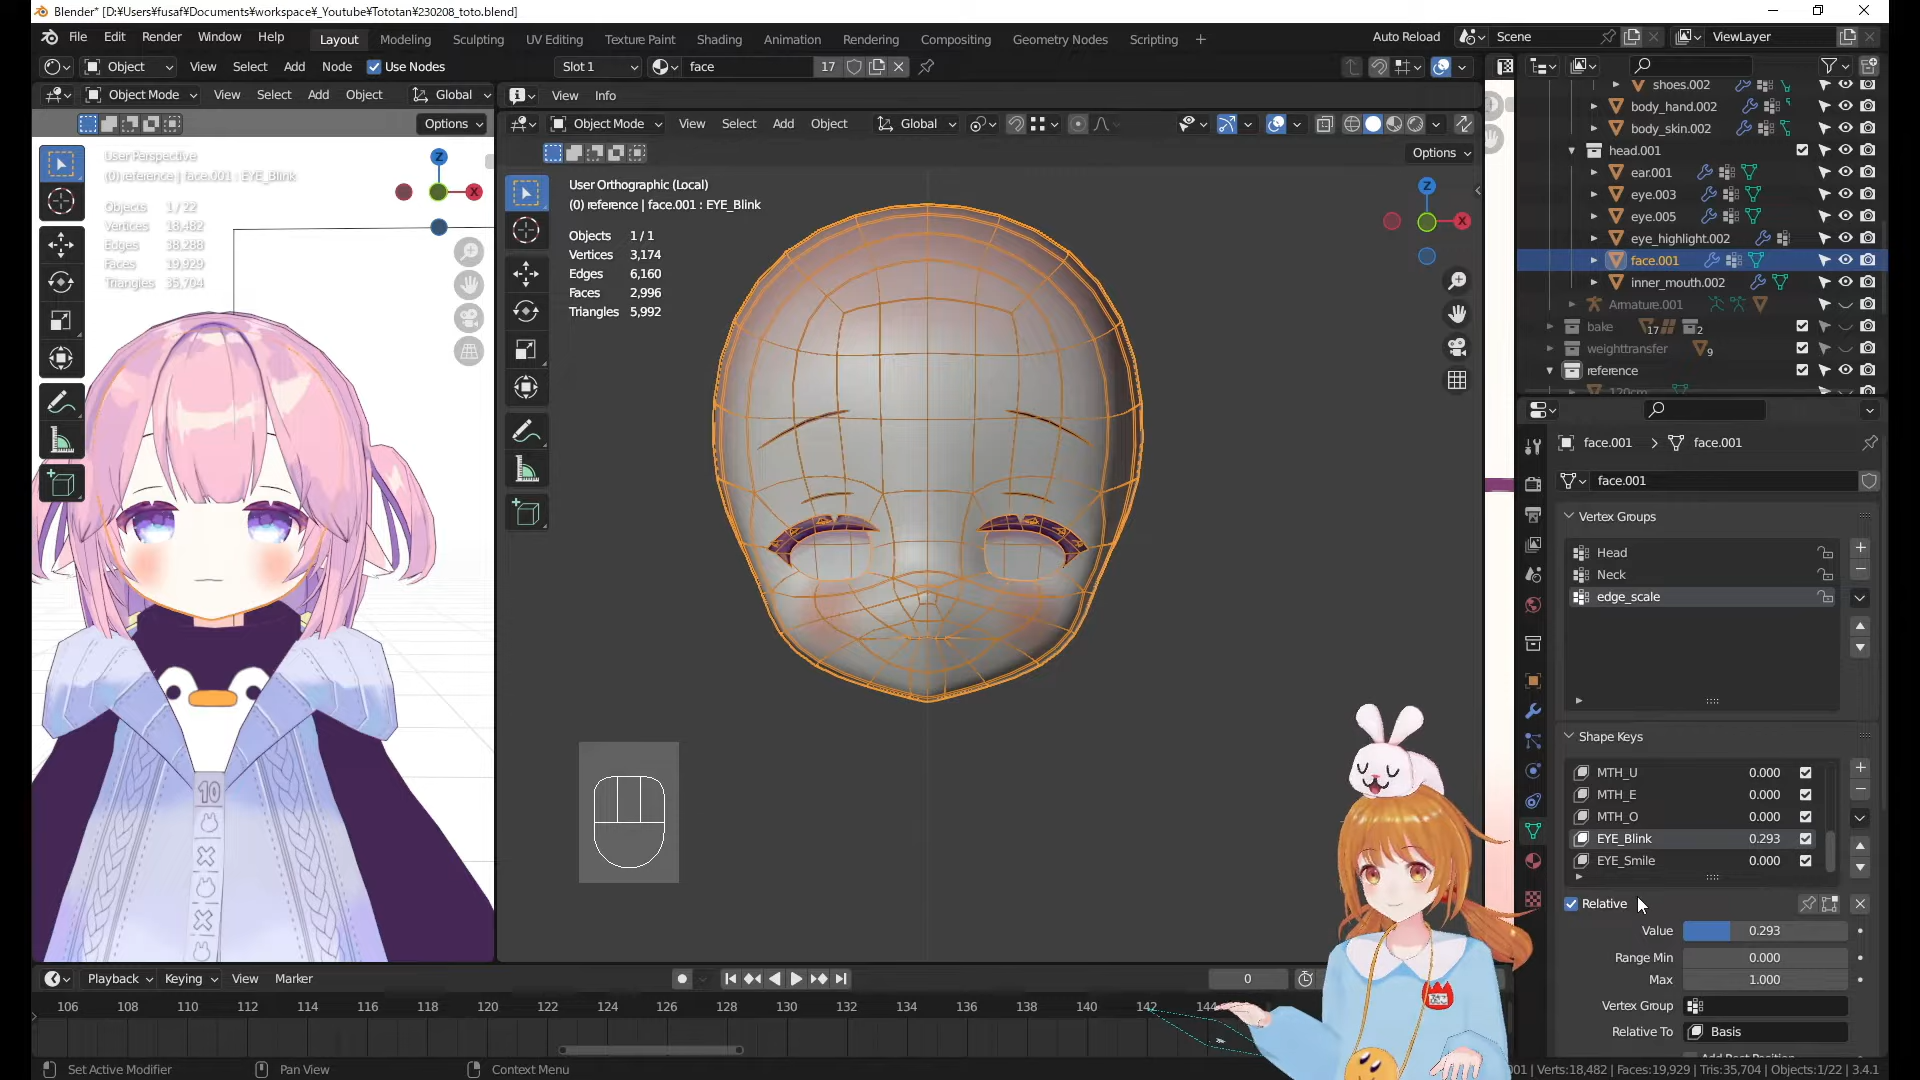 Blender* [D:¥Users¥fusaf¥Documents¥workspace¥_Youtube¥Tototan¥230208_toto.blend]
File Edit Render Window Help Layout Modeling Sculpting UV Editing Texture Paint Shading Animation Rendering Compositing Geometry Nodes Scripting + Auto Reload Scene ViewLayer
Object View Select Add Node Use Nodes Slot 1 face 17
Object Mode View Select Add Object Global View Info
Options
Object Mode View Select Add Object Global
Options
User Perspective
(0) reference | face.001 : EYE_Blink
Objects 1 / 22
Vertices 18,482
Edges 38,288
Faces 19,929
Triangles 35,704
Z
X
10
User Orthographic (Local)
(0) reference | face.001 : EYE_Blink
Objects 1 / 1
Vertices 3,174
Edges 6,160
Faces 2,996
Triangles 5,992
Z
X
shoes.002
body_hand.002
body_skin.002
head.001
ear.001
eye.003
eye.005
eye_highlight.002
face.001
inner_mouth.002
Armature.001
bake 17 2
weighttransfer 9
reference
120cm
face.001 > face.001
face.001
Vertex Groups
Head
Neck
edge_scale
Shape Keys
MTH_U 0.000
MTH_E 0.000
MTH_O 0.000
EYE_Blink 0.293
EYE_Smile 0.000
Relative
Value 0.293
Range Min 0.000
Max 1.000
Vertex Group
Relative To Basis
Add Rest Position
Playback Keying View Marker 0
106 108 110 112 114 116 118 120 122 124 126 128 130 132 134 136 138 140 142 144
Set Active Modifier Pan View Context Menu
001 | Verts:18,482 | Faces:19,929 | Tris:35,704 | Objects:1/22 | 3.4.1